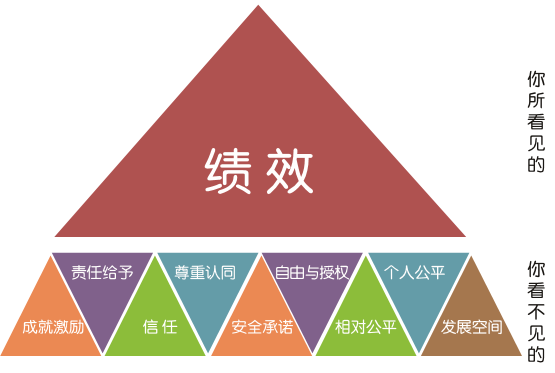 绩效
你所看见的
责任给予
尊重认同
自由与授权
个人公平
成就激励
信任
安全承诺
相对公平
发展空间
你看不见的